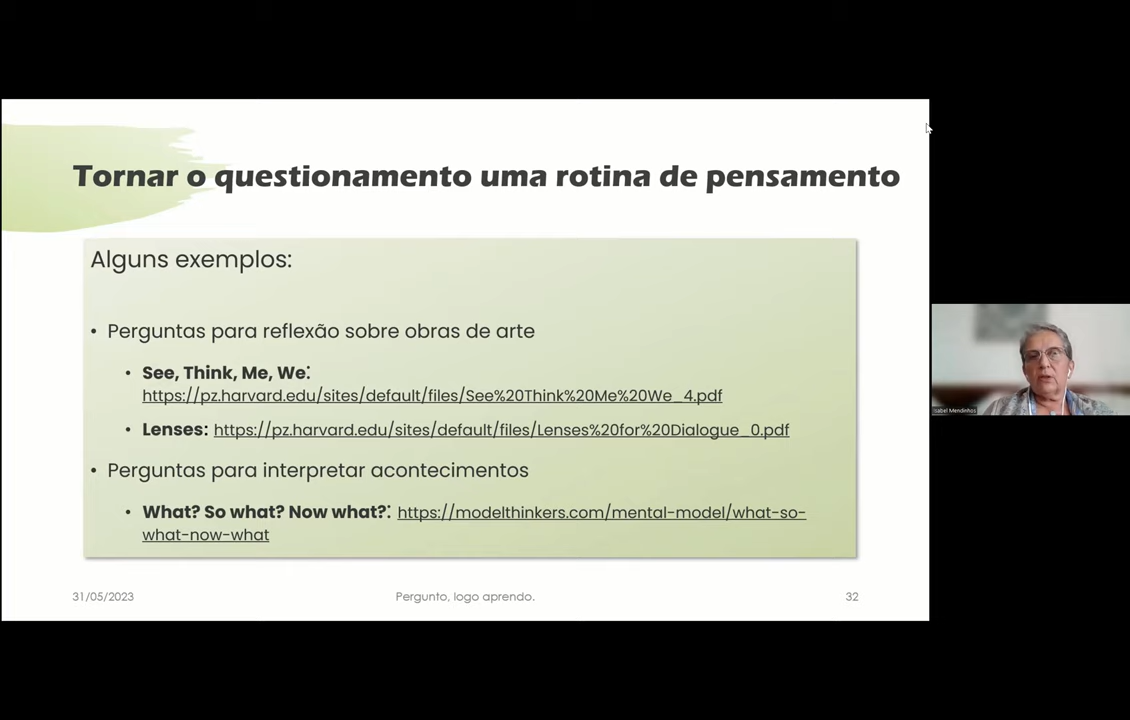 Tornar o questionamento uma rotina de pensamento
Alguns exemplos:
• Perguntas para reflexão sobre obras de arte
• See, Think, Me, We:
https://pz.harvard.edu/sites/default/files/See%20Think%20Me%20We_4.pdf
• Lenses: https://pz.harvard.edu/sites/default/files/Lenses%20for%20Dialogue_0.pdf
• Perguntas para interpretar acontecimentos
• What? So what? Now what?: https://modelthinkers.com/mental-model/what-so-
what-now-what
Isabel Mendinhos
31/05/2023
Pergunto, logo aprendo.
32